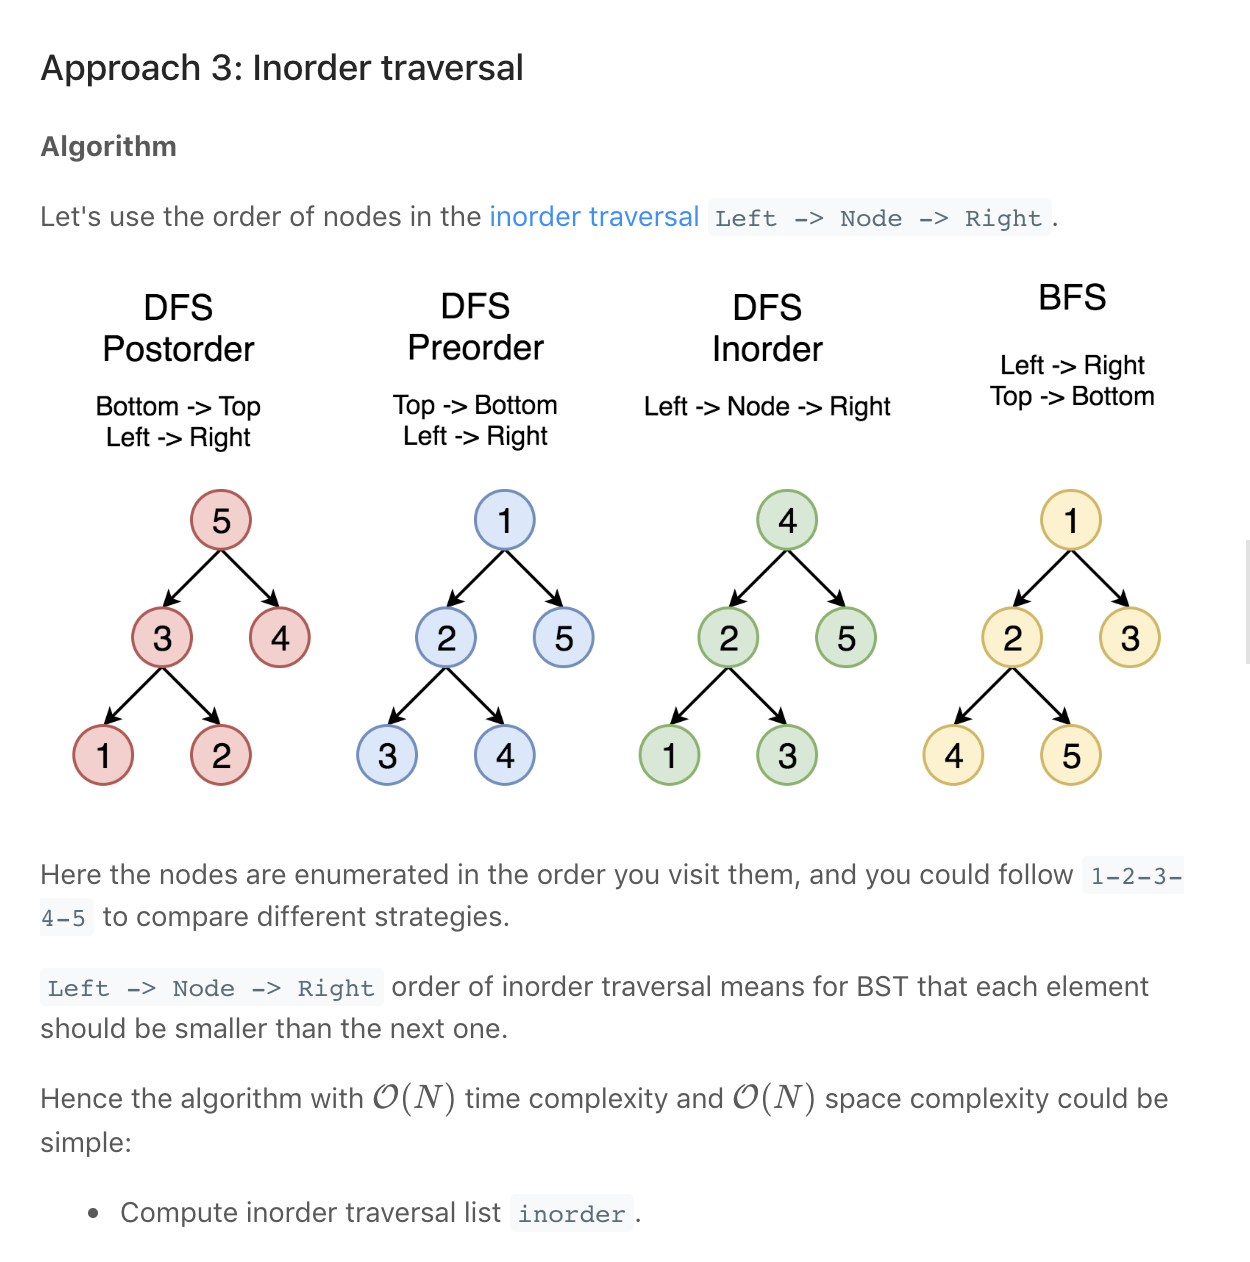 Approach 3: Inorder traversal
Algorithm
Let's use the order of nodes in the inorder traversal Left -> Node -> Right .
DFS
Postorder
Bottom -> Top
Left -> Right
5
3 4
1 2
DFS
Preorder
Top -> Bottom
Left -> Right
1
2 5
3 4
DFS
Inorder
Left -> Node -> Right
4
2 5
1 3
BFS
Left -> Right
Top -> Bottom
1
2 3
4 5
Here the nodes are enumerated in the order you visit them, and you could follow 1-2-3-
4-5 to compare different strategies.
Left -> Node -> Right order of inorder traversal means for BST that each element
should be smaller than the next one.
Hence the algorithm with 𝒪(N) time complexity and 𝒪(N) space complexity could be
simple:
• Compute inorder traversal list inorder .